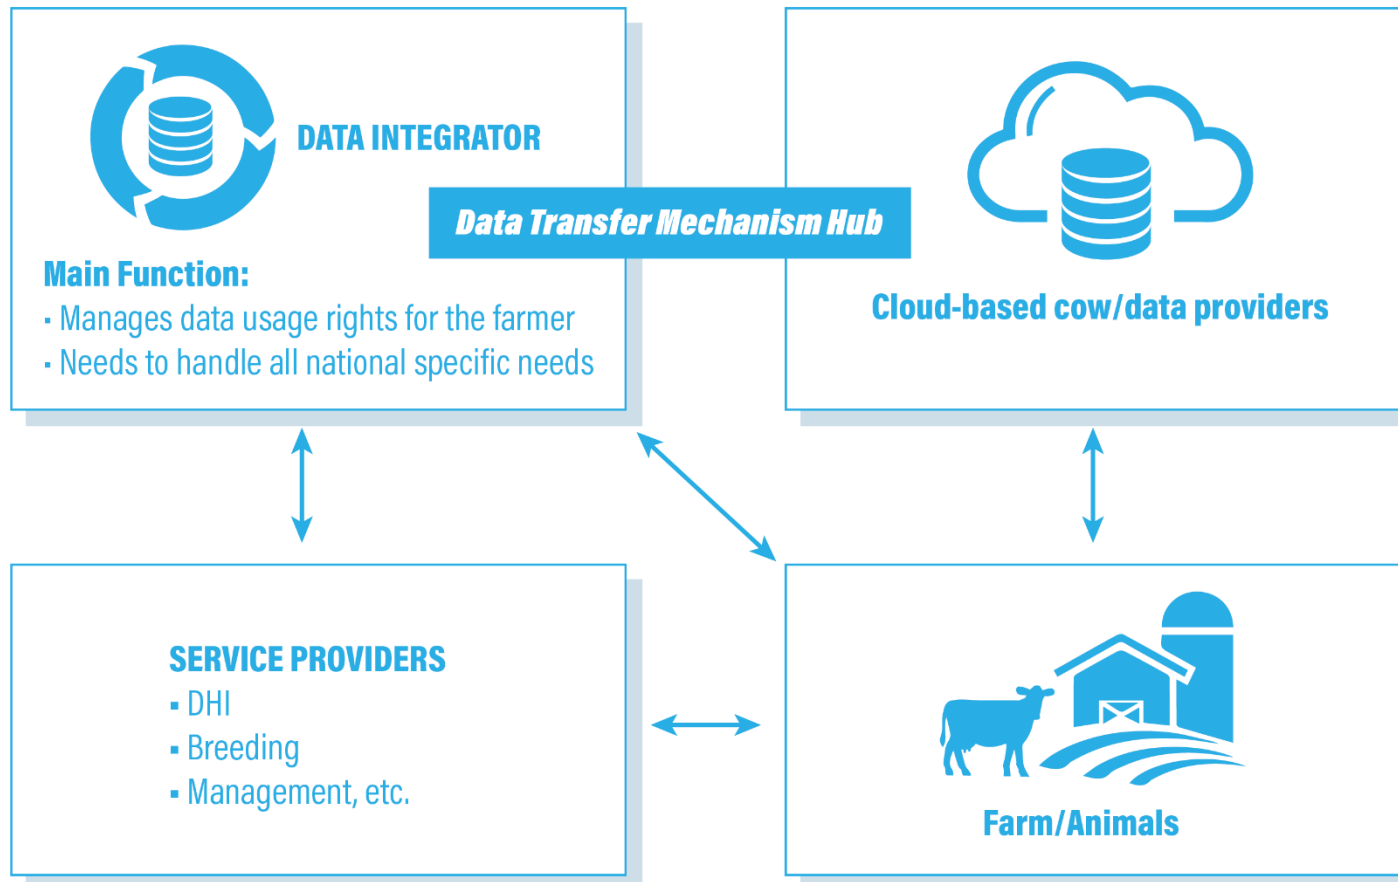 DATA INTEGRATOR
Data Transfer Mechanism Hub
Main Function:
· Manages data usage rights for the farmer
· Needs to handle all national specific needs
Cloud-based cow/data providers
SERVICE PROVIDERS
▪ DHI
▪ Breeding
▪ Management, etc.
Farm/Animals